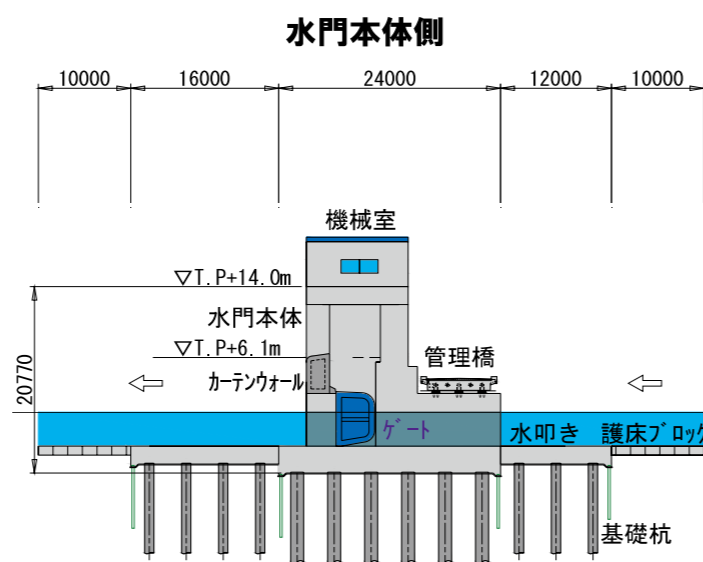 水門本体側
10000 16000 24000 12000 10000
機械室
▽T.P+14.0m
水門本体
▽T.P+6.1m
管理橋
カーテンウォール
20770
ゲート
水叩き 護床ブロック
基礎杭